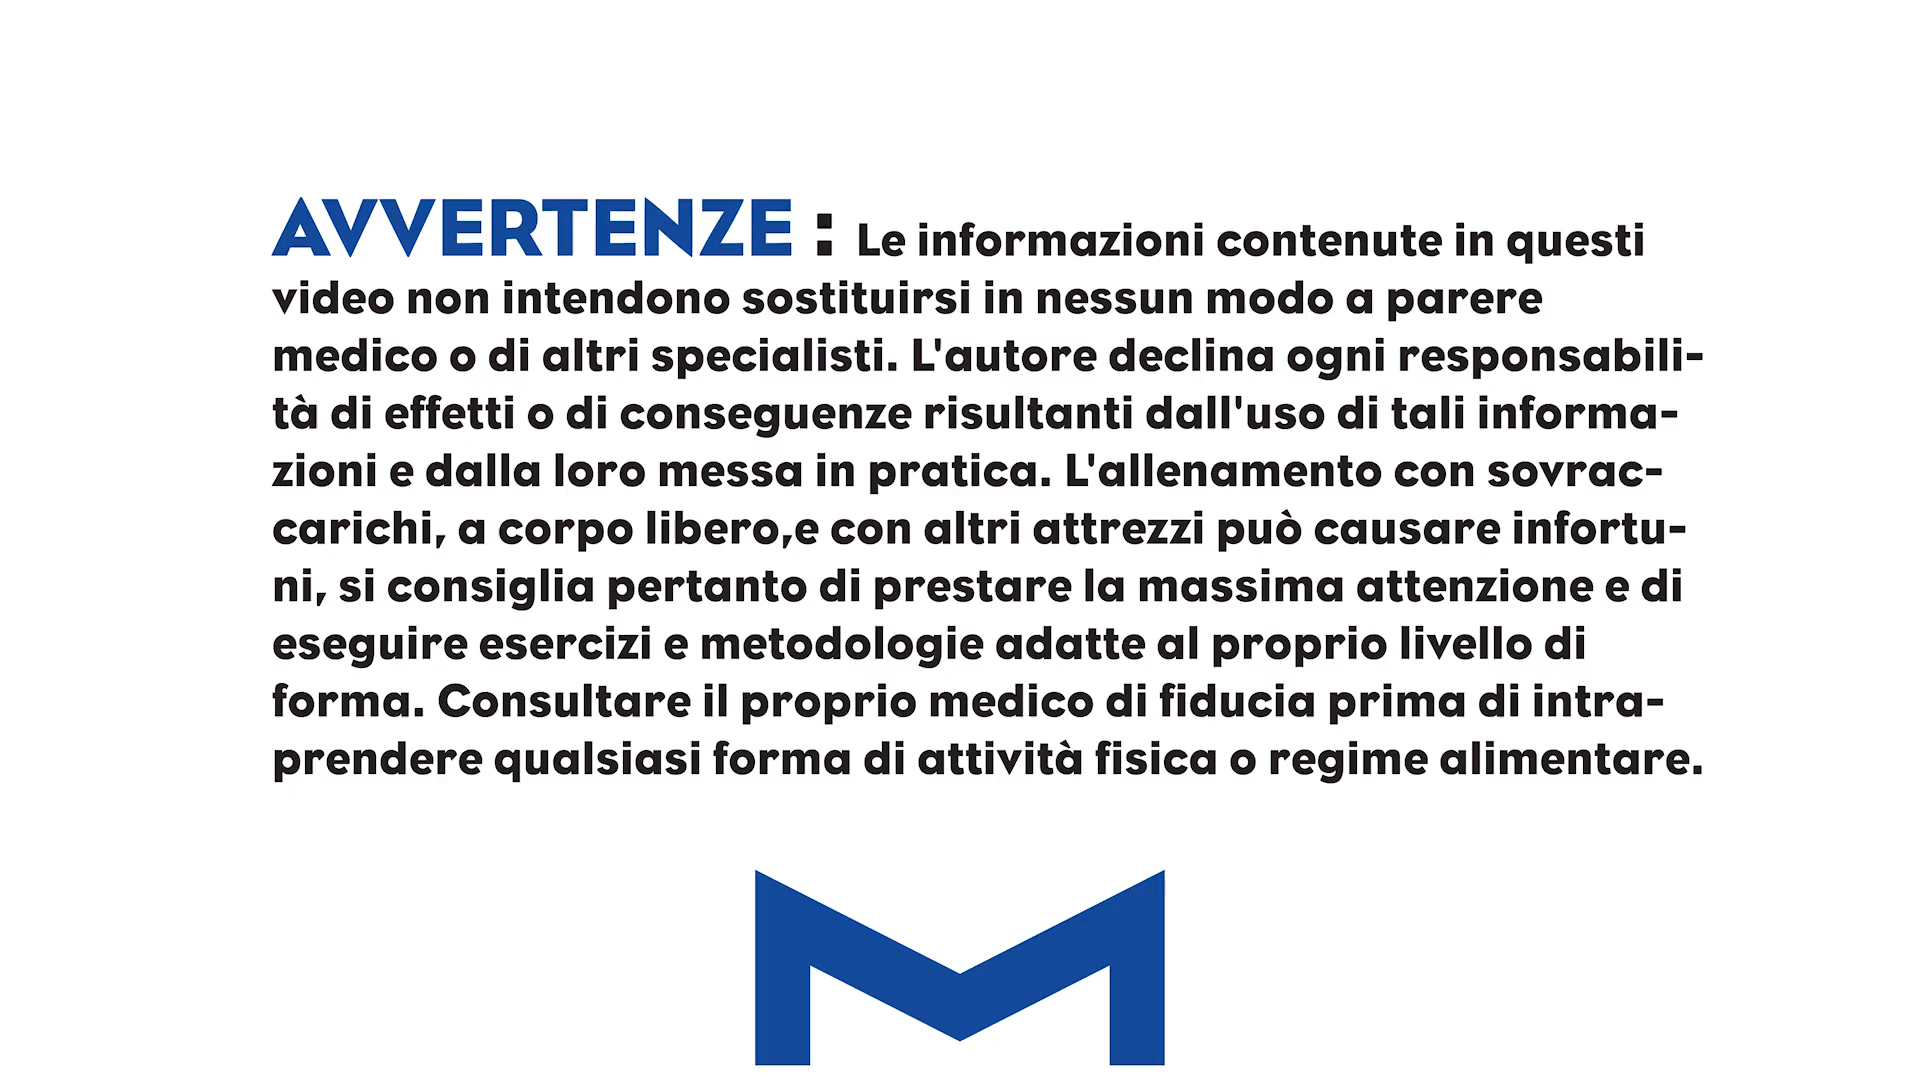 AVVERTENZE : Le informazioni contenute in questi
video non intendono sostituirsi in nessun modo a parere
medico o di altri specialisti. L'autore declina ogni responsabili-
tà di effetti o di conseguenze risultanti dall'uso di tali informa-
zioni e dalla loro messa in pratica. L'allenamento con sovrac-
carichi, a corpo libero,e con altri attrezzi può causare infortu-
ni, si consiglia pertanto di prestare la massima attenzione e di
eseguire esercizi e metodologie adatte al proprio livello di
forma. Consultare il proprio medico di fiducia prima di intra-
prendere qualsiasi forma di attività fisica o regime alimentare.
M